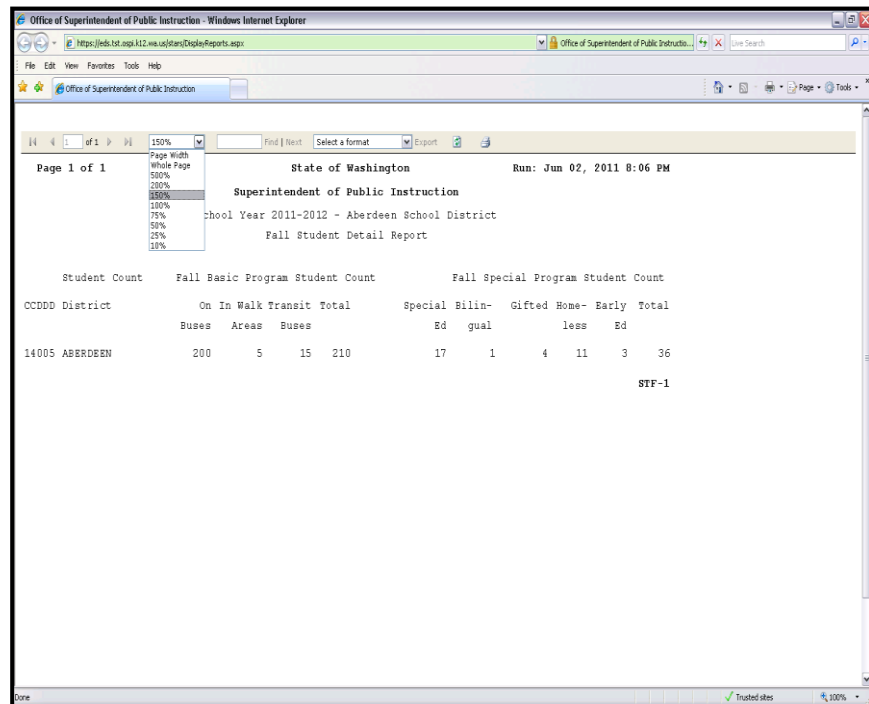 Office of Superintendent of Public Instruction - Windows Internet Explorer
https://eds.tst.ospi.k12.wa.us/stars/DisplayReports.aspx Office of Superintendent of Public Instructio... Live Search
File Edit View Favorites Tools Help
Office of Superintendent of Public Instruction Page Tools
1 of 1 150% Find | Next Select a format Export
Page Width
Whole Page
500%
200%
150%
100%
75%
50%
25%
10%
Page 1 of 1 State of Washington Run: Jun 02, 2011 8:06 PM
Superintendent of Public Instruction
chool Year 2011-2012 - Aberdeen School District
Fall Student Detail Report
Student Count Fall Basic Program Student Count Fall Special Program Student Count
CCDDD District On In Walk Transit Total Special Bilin- Gifted Home- Early Total
Buses Areas Buses Ed gual less Ed
14005 ABERDEEN 200 5 15 210 17 1 4 11 3 36
STF-1
Done Trusted sites 100%